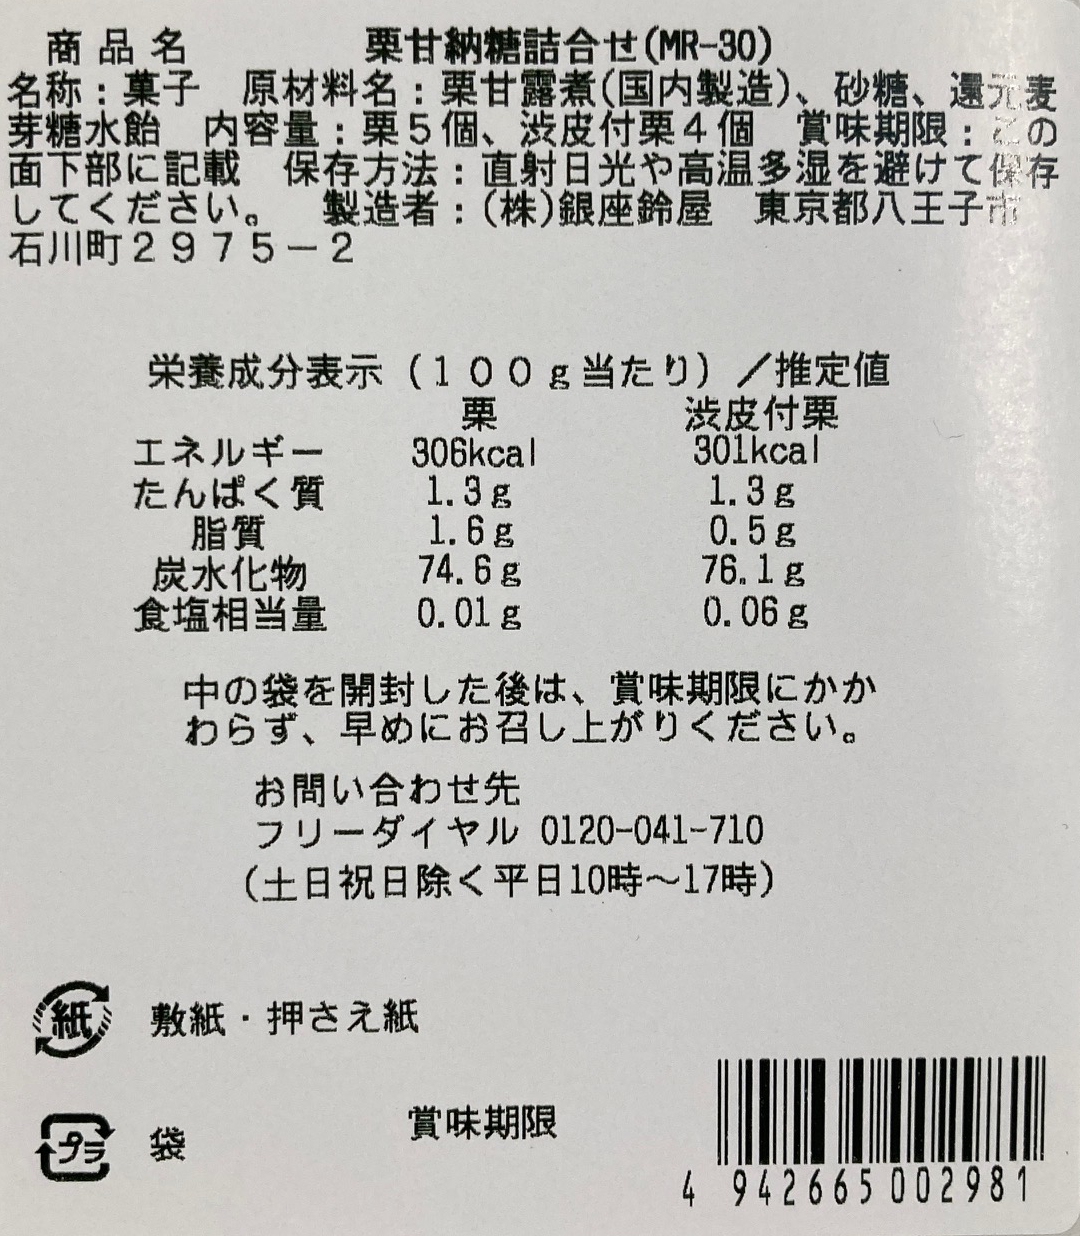 商品名 栗甘納糖詰合せ(MR-30)
名称：菓子 原材料名：栗甘露煮(国内製造)、砂糖、還元麦
芽糖水飴 内容量：栗５個、渋皮付栗４個 賞味期限：この
面下部に記載 保存方法：直射日光や高温多湿を避けて保存
してください。 製造者：(株)銀座鈴屋 東京都八王子市
石川町２９７５－２
栄養成分表示（１００ｇ当たり）／推定値
栗 渋皮付栗
エネルギー 306kcal 301kcal
たんぱく質 1.3g 1.3g
脂質 1.6g 0.5g
炭水化物 74.6g 76.1g
食塩相当量 0.01g 0.06g
中の袋を開封した後は、賞味期限にかか
わらず、早めにお召し上がりください。
お問い合わせ先
フリーダイヤル 0120-041-710
(土日祝日除く平日10時～17時)
紙 敷紙・押さえ紙
プラ 袋
賞味期限
4 942665 002981